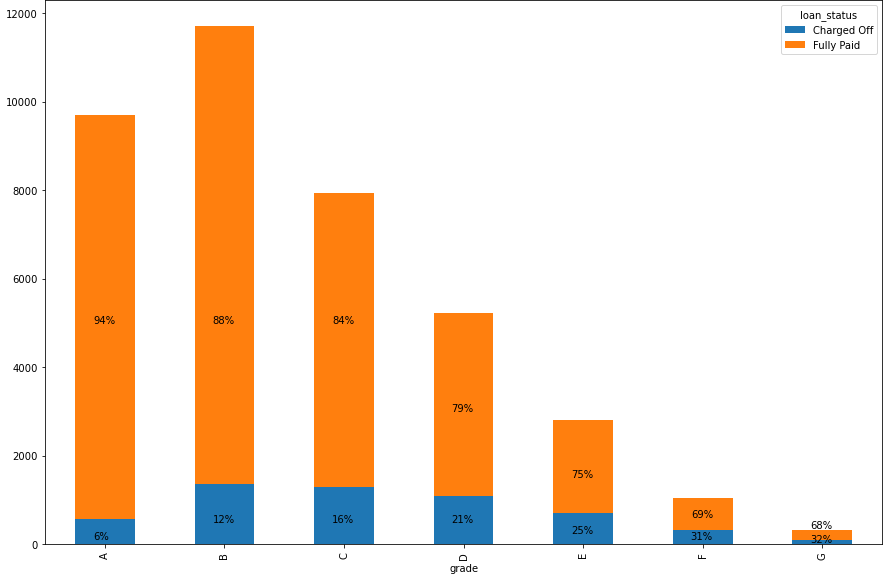 12000
10000
8000
6000
4000
2000
0
loan_status
Charged Off
Fully Paid
94%
88%
84%
79%
75%
69%
68%
6%
12%
16%
21%
25%
31%
32%
A
B
C
D
E
F
G
grade